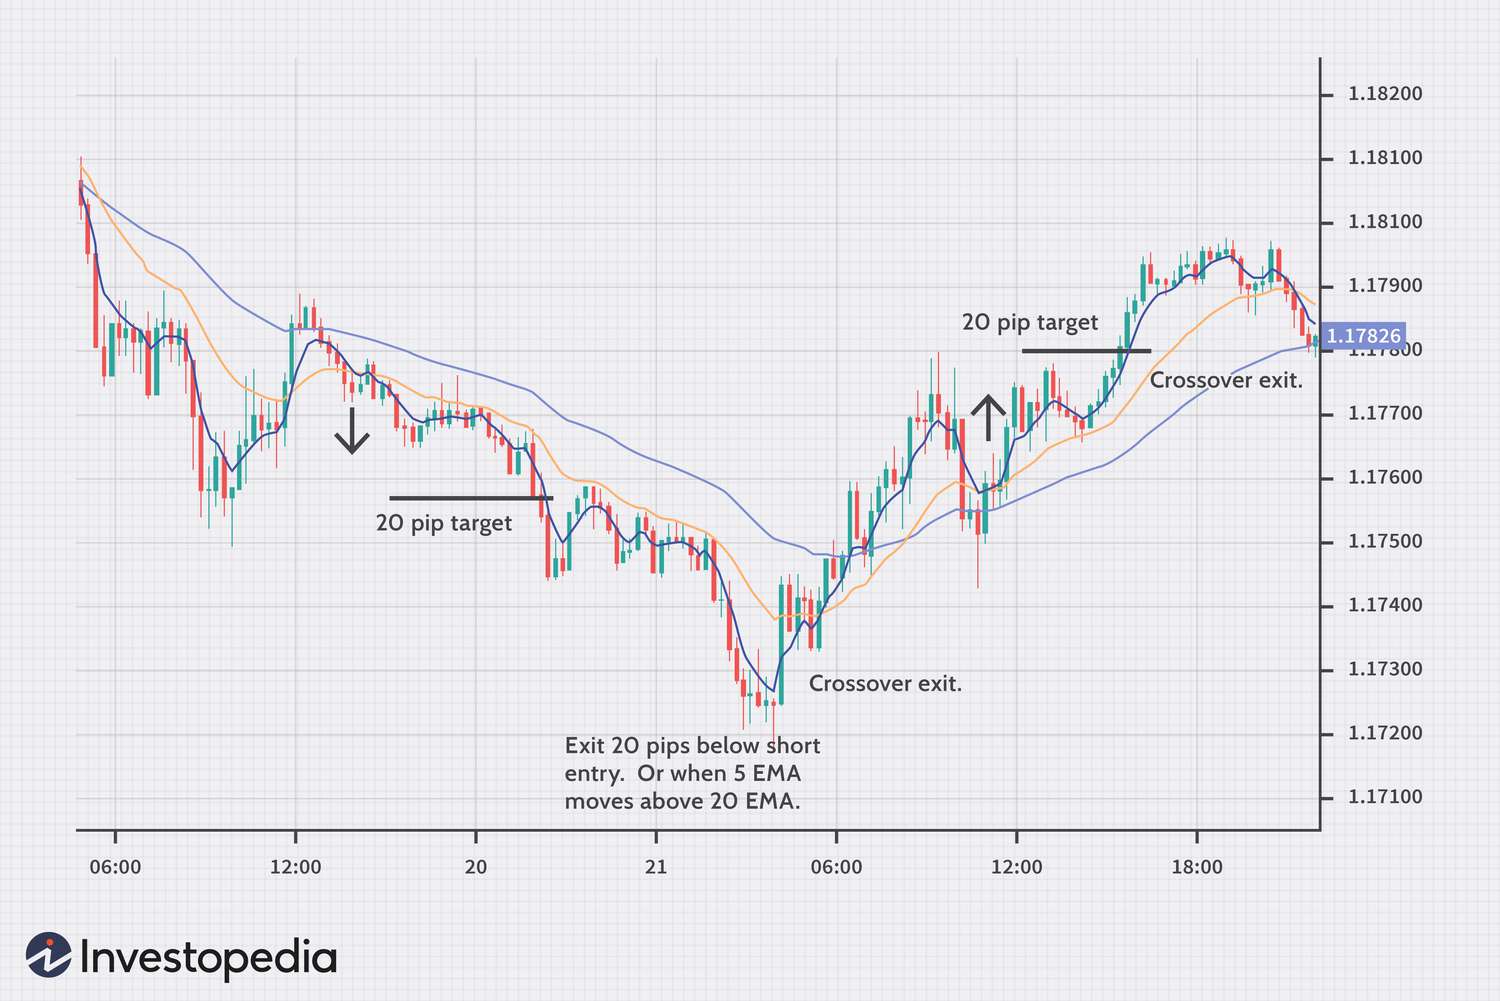 1.18200
1.18100
1.18100
1.17900
20 pip target
1.17826
1.17800
Crossover exit.
1.17700
1.17600
20 pip target
1.17500
1.17400
1.17300
Crossover exit.
1.17200
Exit 20 pips below short
entry. Or when 5 EMA
moves above 20 EMA.
1.17100
06:00 12:00 20 21 06:00 12:00 18:00
Investopedia